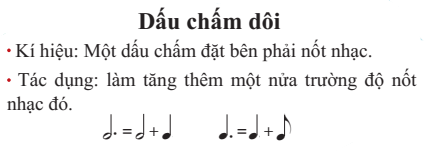 Dấu chấm dôi
• Kí hiệu: Một dấu chấm đặt bên phải nốt nhạc.
• Tác dụng: làm tăng thêm một nửa trường độ nốt
nhạc đó.
𝅗𝅥. = 𝅗𝅥 + 𝅘𝅥 𝅘𝅥. = 𝅘𝅥 + 𝅘𝅥𝅮